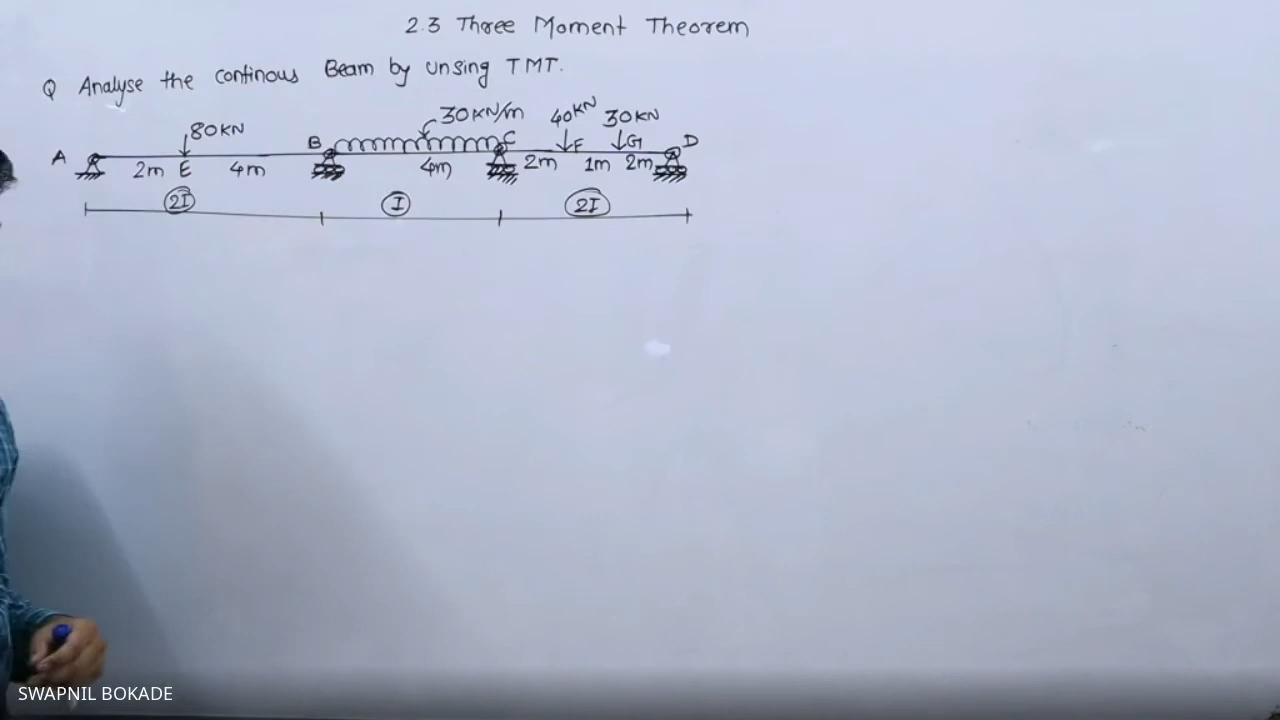 2.3 Three Moment Theorem
Q Analyse the continous Beam by unsing TMT.
30KN/m 40KN 30KN
80KN
A B C F G D
2m E 4m 4m 2m 1m 2m
2I I 2I
SWAPNIL BOKADE